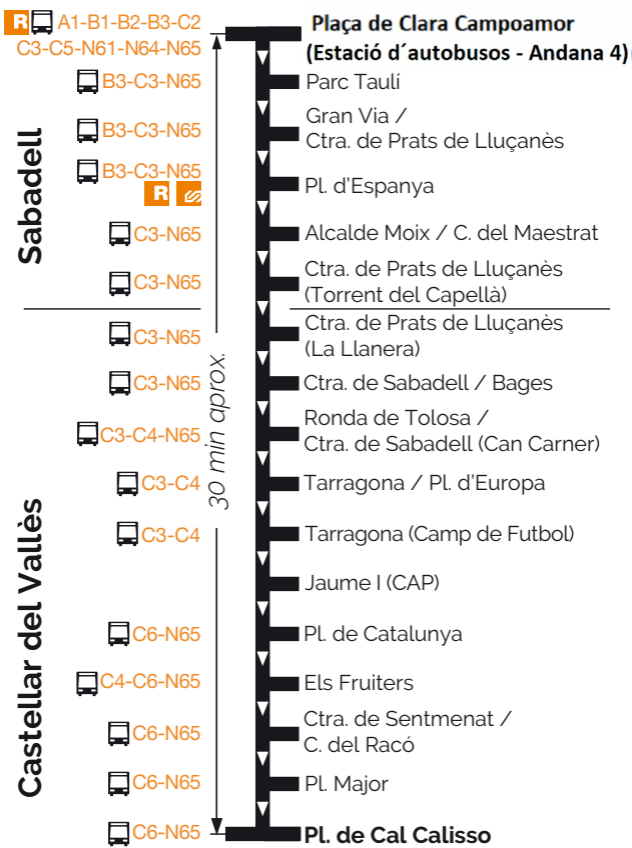 R A1-B1-B2-B3-C2
C3-C5-N61-N64-N65
Plaça de Clara Campoamor
(Estació d´autobusos - Andana 4)
B3-C3-N65
Parc Taulí
B3-C3-N65
Gran Via /
Ctra. de Prats de Lluçanès
B3-C3-N65
R
Pl. d'Espanya
C3-N65
Alcalde Moix / C. del Maestrat
C3-N65
Ctra. de Prats de Lluçanès
(Torrent del Capellà)
Sabadell
C3-N65
Ctra. de Prats de Lluçanès
(La Llanera)
C3-N65
Ctra. de Sabadell / Bages
C3-C4-N65
Ronda de Tolosa /
Ctra. de Sabadell (Can Carner)
30 min aprox.
C3-C4
Tarragona / Pl. d'Europa
C3-C4
Tarragona (Camp de Futbol)
Jaume I (CAP)
C6-N65
Pl. de Catalunya
C4-C6-N65
Els Fruiters
C6-N65
Ctra. de Sentmenat /
C. del Racó
C6-N65
Pl. Major
C6-N65
Pl. de Cal Calisso
Castellar del Vallès